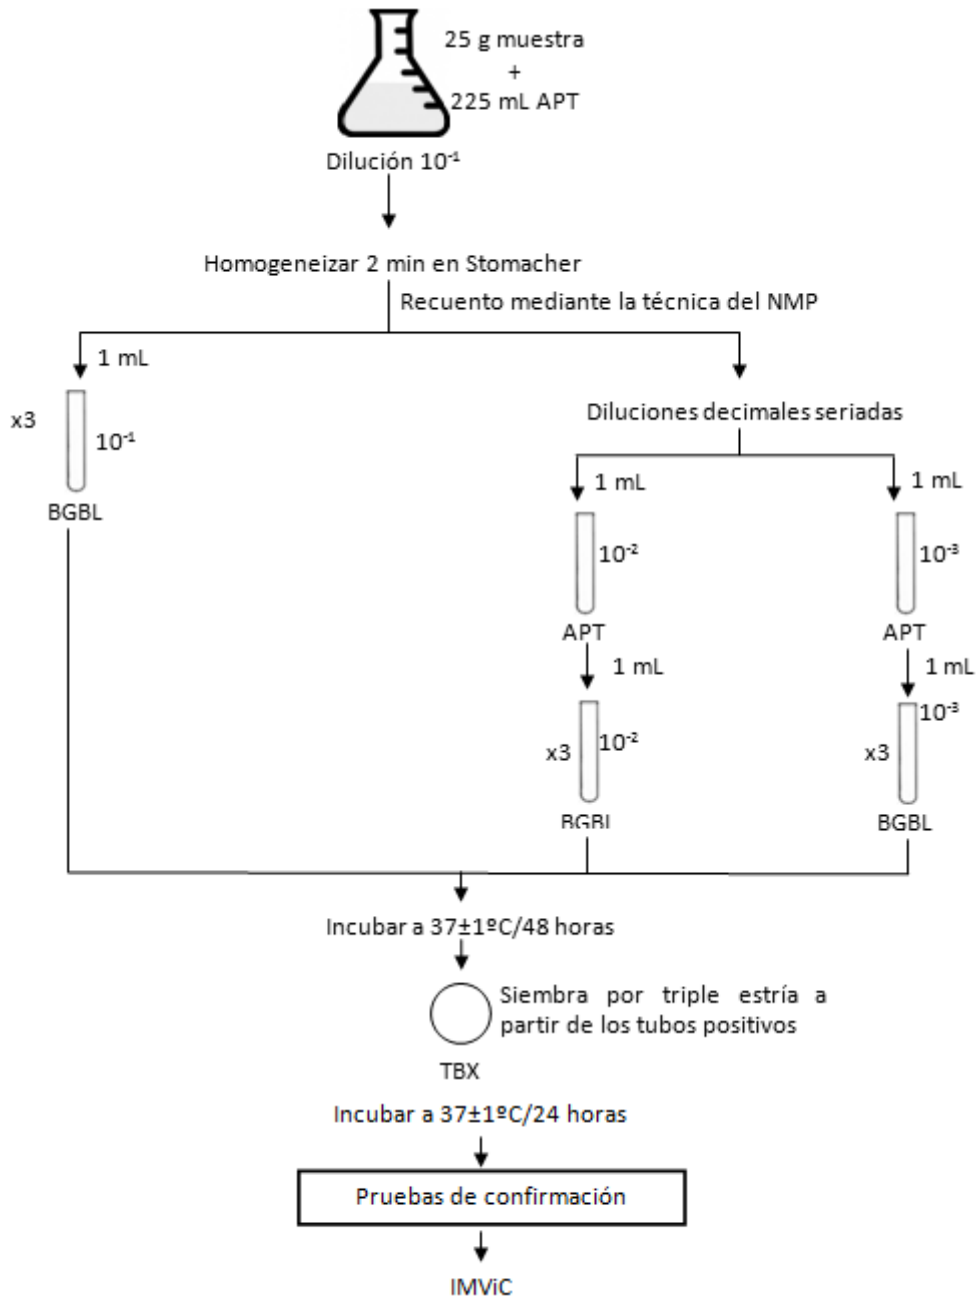 25 g muestra
+
225 mL APT
Dilución 10⁻¹
Homogeneizar 2 min en Stomacher
Recuento mediante la técnica del NMP
1 mL
x3
10⁻¹
BGBL
Diluciones decimales seriadas
1 mL
1 mL
10⁻²
10⁻³
APT
APT
1 mL
1 mL
x3
10⁻²
x3
10⁻³
BGBL
BGBL
Incubar a 37±1ºC/48 horas
Siembra por triple estría a
partir de los tubos positivos
TBX
Incubar a 37±1ºC/24 horas
Pruebas de confirmación
IMViC